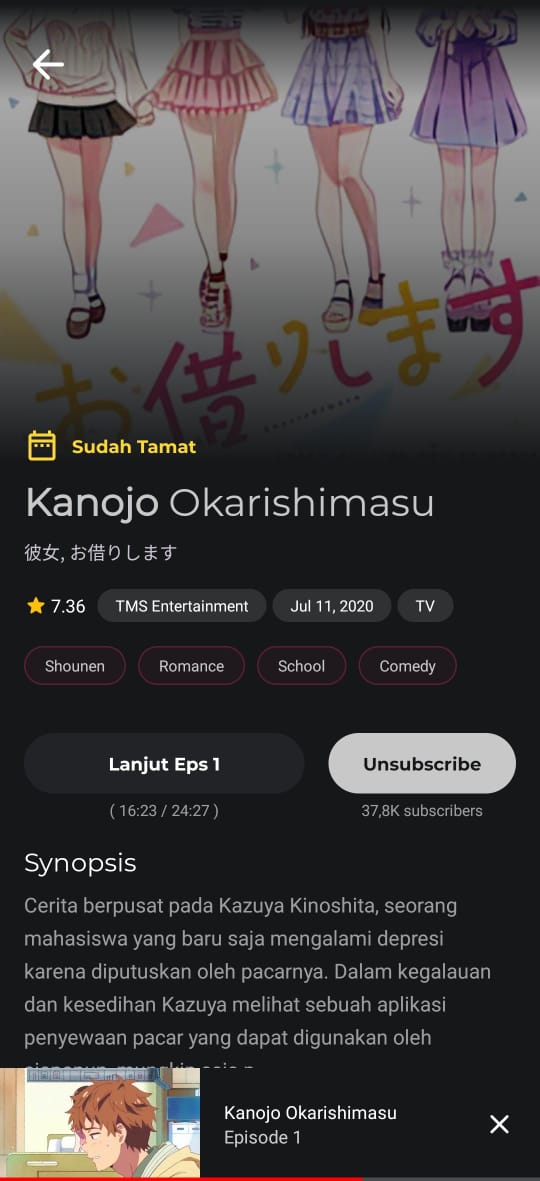 お借りします
Sudah Tamat
Kanojo Okarishimasu
彼女, お借りします
7.36 TMS Entertainment Jul 11, 2020 TV
Shounen Romance School Comedy
Lanjut Eps 1 Unsubscribe
( 16:23 / 24:27 ) 37,8K subscribers
Synopsis
Cerita berpusat pada Kazuya Kinoshita, seorang
mahasiswa yang baru saja mengalami depresi
karena diputuskan oleh pacarnya. Dalam kegalauan
dan kesedihan Kazuya melihat sebuah aplikasi
penyewaan pacar yang dapat digunakan oleh
Kanojo Okarishimasu
Episode 1